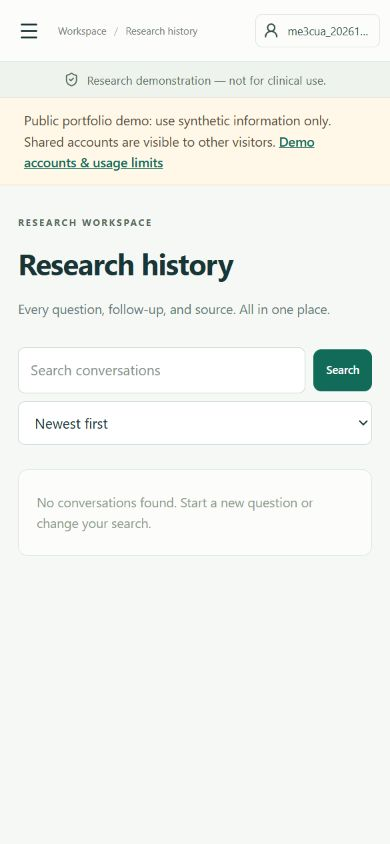 Workspace / Research history
me3cua_20261...
Research demonstration — not for clinical use.
Public portfolio demo: use synthetic information only.
Shared accounts are visible to other visitors. Demo
accounts & usage limits
RESEARCH WORKSPACE
Research history
Every question, follow-up, and source. All in one place.
Search conversations
Search
Newest first
No conversations found. Start a new question or
change your search.